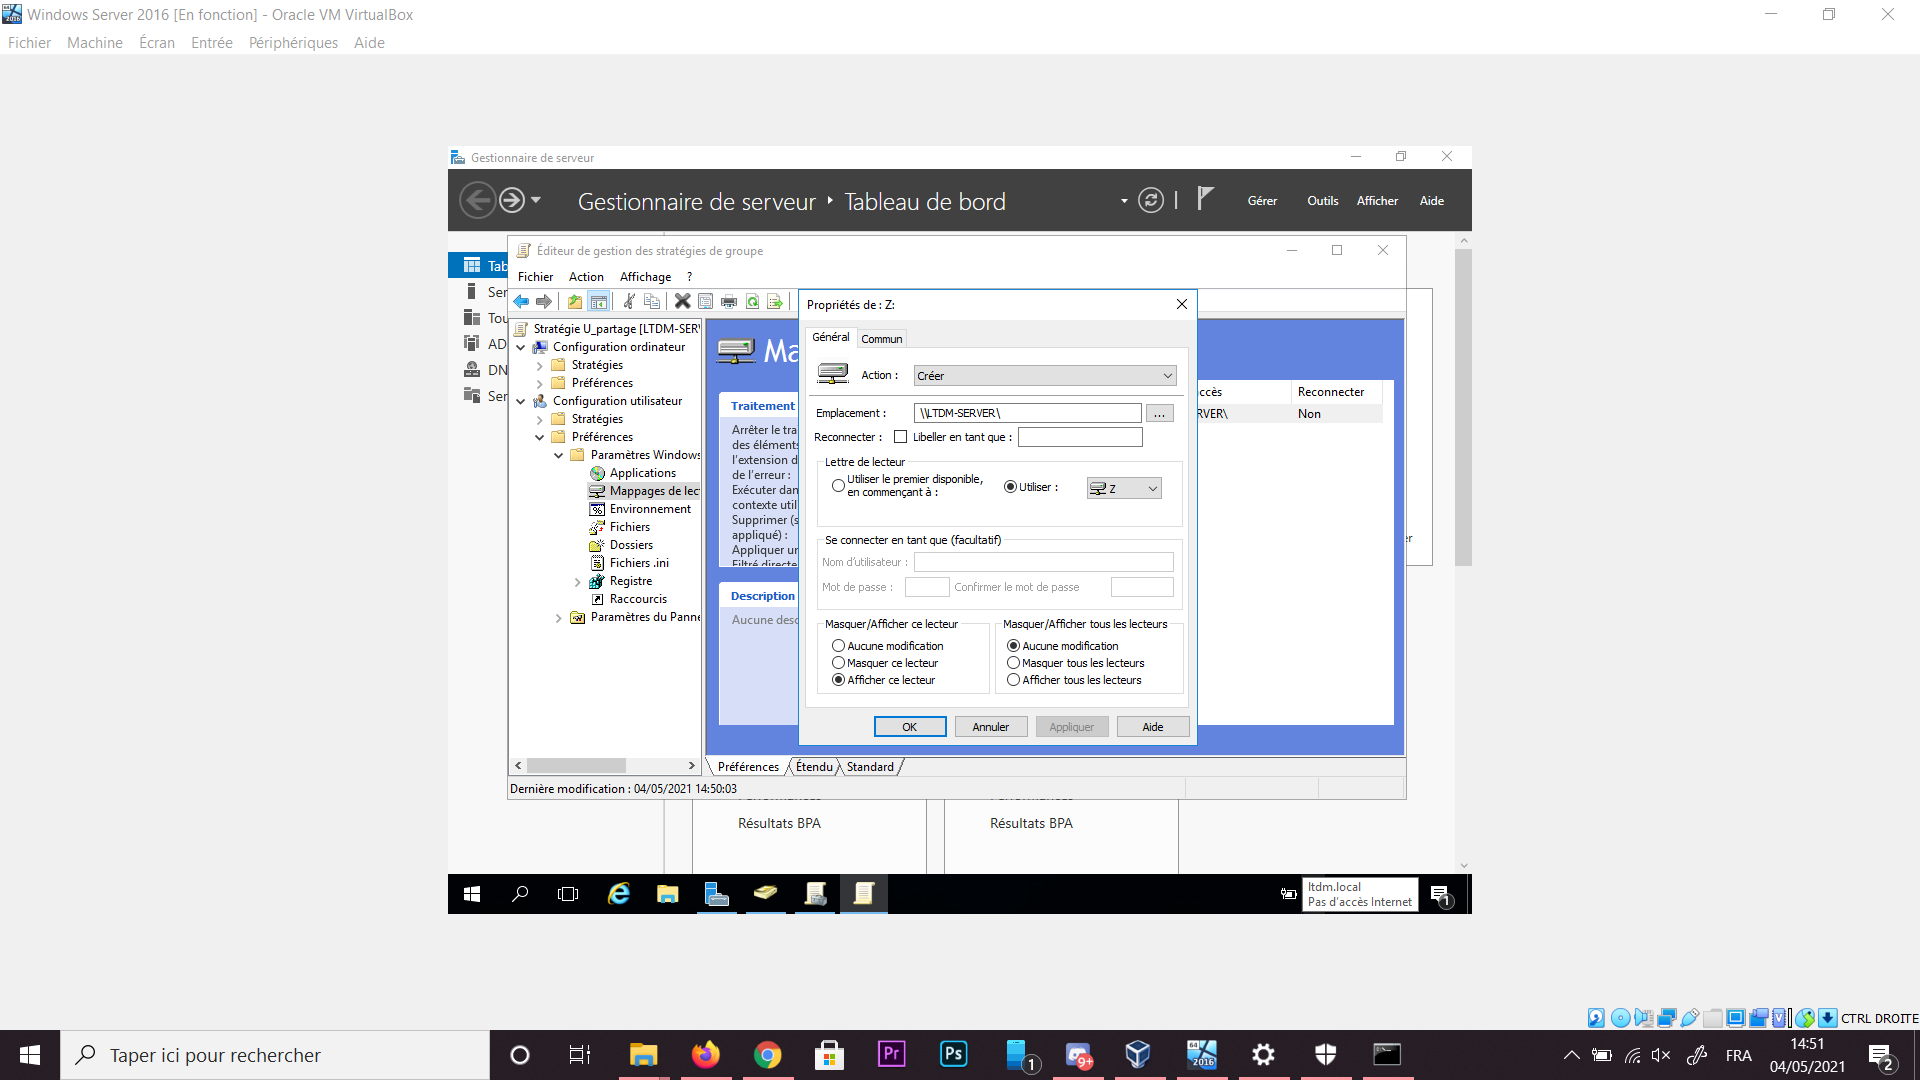 Windows Server 2016 [En fonction] - Oracle VM VirtualBox
Fichier Machine Écran Entrée Périphériques Aide
Gestionnaire de serveur
Gestionnaire de serveur Tableau de bord
Gérer Outils Afficher Aide
Tab
Ser
Tou
AD
DN
Ser
Éditeur de gestion des stratégies de groupe
Fichier Action Affichage ?
Stratégie U_partage [LTDM-SER
Configuration ordinateur
Stratégies
Préférences
Configuration utilisateur
Stratégies
Préférences
Paramètres Windows
Applications
Mappages de lec
Environnement
Fichiers
Dossiers
Fichiers .ini
Registre
Raccourcis
Paramètres du Panne
Ma
Traitement
Arrêter le tra
des éléments
l'extension d
de l'erreur :
Exécuter dan
contexte util
Supprimer (s
appliqué) :
Appliquer un
Filtré directe
Description
Aucune desc
ccès Reconnecter
RVER\ Non
Propriétés de : Z:
Général Commun
Action : Créer
Emplacement : \\LTDM-SERVER\ ...
Reconnecter : Libeller en tant que :
Lettre de lecteur
Utiliser le premier disponible,
en commençant à :
Utiliser : Z
Se connecter en tant que (facultatif)
Nom d'utilisateur :
Mot de passe : Confirmer le mot de passe
Masquer/Afficher ce lecteur
Aucune modification
Masquer ce lecteur
Afficher ce lecteur
Masquer/Afficher tous les lecteurs
Aucune modification
Masquer tous les lecteurs
Afficher tous les lecteurs
OK Annuler Appliquer Aide
Préférences Étendu Standard
Dernière modification : 04/05/2021 14:50:03
Résultats BPA Résultats BPA
ltdm.local
Pas d'accès Internet
1
CTRL DROITE
Taper ici pour rechercher
Pr
Ps
1
9+
64
2016
FRA
14:51
04/05/2021
2